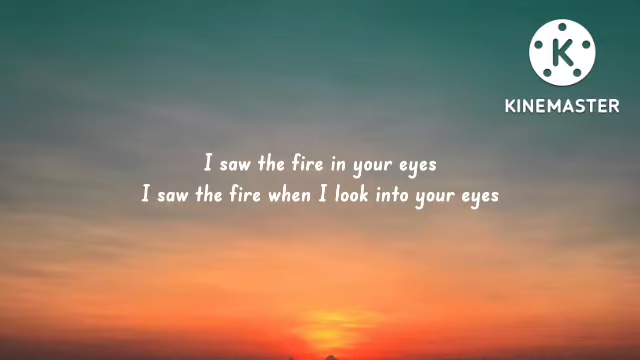 K
KINEMASTER
I saw the fire in your eyes
I saw the fire when I look into your eyes